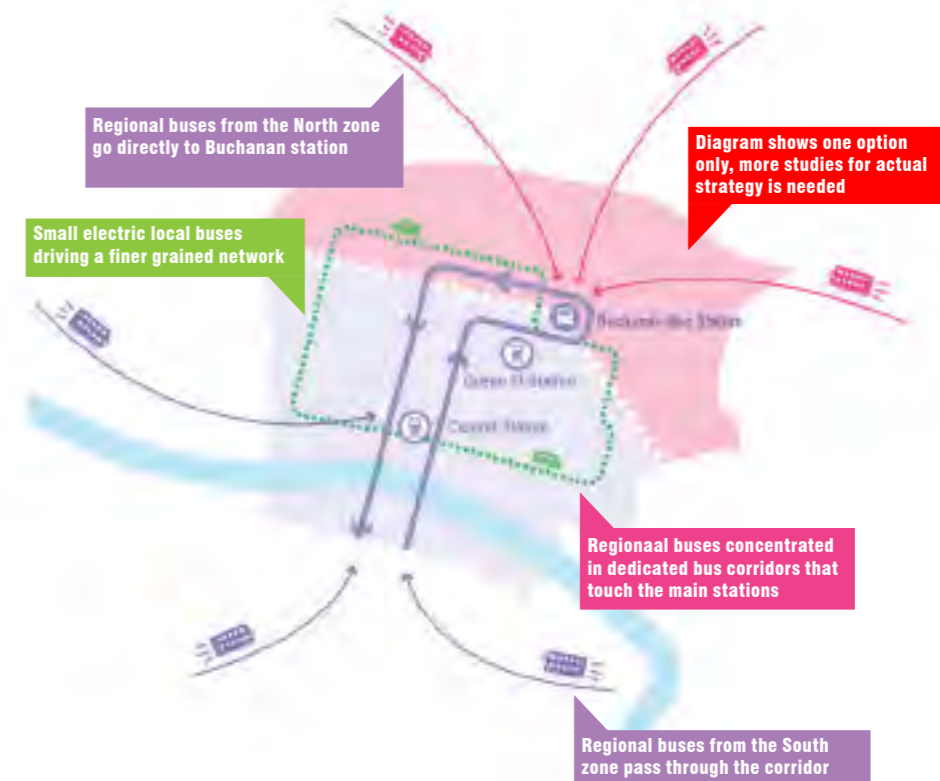 Regional buses from the North zone
go directly to Buchanan station
Diagram shows one option
only, more studies for actual
strategy is needed
Small electric local buses
driving a finer grained network
Station
Queen St Station
Central Station
Regionaal buses concentrated
in dedicated bus corridors that
touch the main stations
Regional buses from the South
zone pass through the corridor